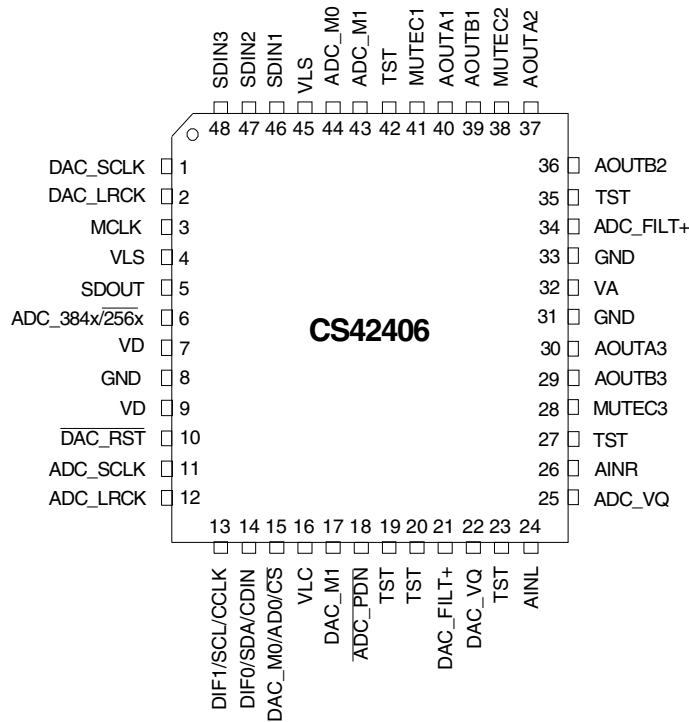 SDIN3
SDIN2
SDIN1
VLS
ADC_M0
ADC_M1
TST
MUTEC1
AOUTA1
AOUTB1
MUTEC2
AOUTA2
48 47 46 45 44 43 42 41 40 39 38 37
DAC_SCLK 1
DAC_LRCK 2
MCLK 3
VLS 4
SDOUT 5
ADC_384x/256x 6
VD 7
GND 8
VD 9
DAC_RST 10
ADC_SCLK 11
ADC_LRCK 12
CS42406
36 AOUTB2
35 TST
34 ADC_FILT+
33 GND
32 VA
31 GND
30 AOUTA3
29 AOUTB3
28 MUTEC3
27 TST
26 AINR
25 ADC_VQ
13 14 15 16 17 18 19 20 21 22 23 24
DIF1/SCL/CCLK
DIF0/SDA/CDIN
DAC_M0/AD0/CS
VLC
DAC_M1
ADC_PDN
TST
TST
DAC_FILT+
DAC_VQ
TST
AINL